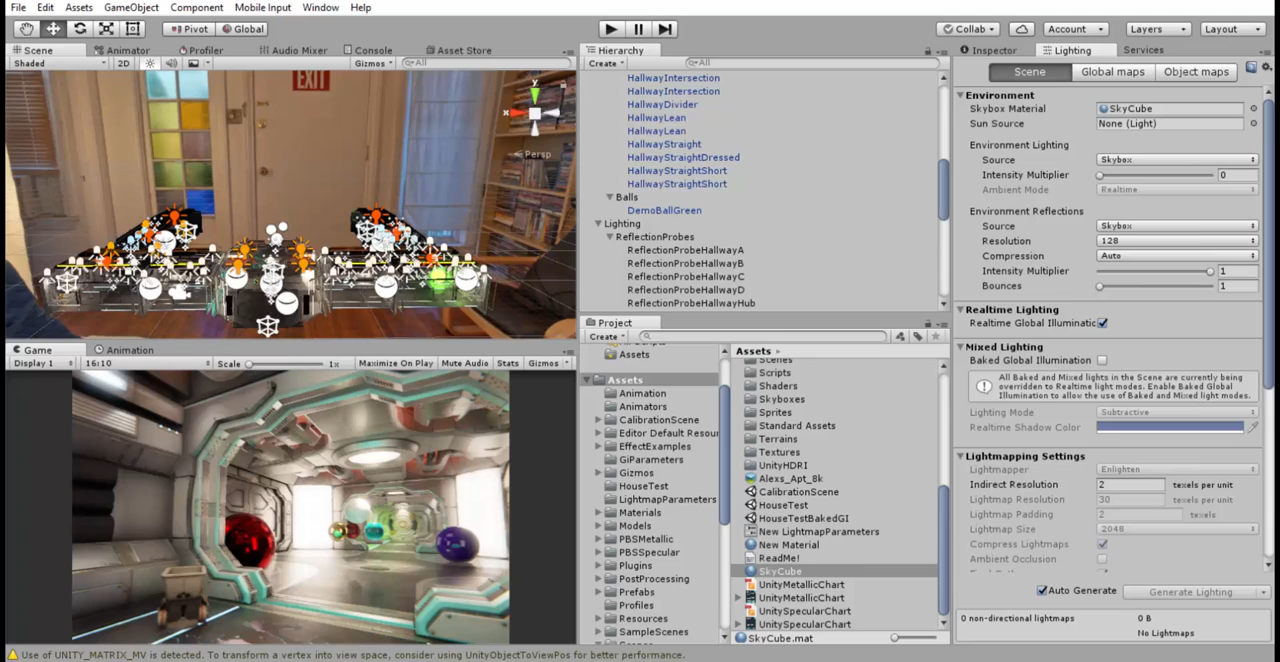 File Edit Assets GameObject Component Mobile Input Window Help
Pivot Global Collab Account Layers Layout
Scene Animator Profiler Audio Mixer Console Asset Store
Shaded 2D Gizmos All
EXIT
y
x
Persp
Game Animation
Display 1 16:10 Scale 1x Maximize On Play Mute Audio Stats Gizmos
Hierarchy
Create All
HallwayIntersection
HallwayIntersection
HallwayDivider
HallwayLean
HallwayLean
HallwayStraight
HallwayStraightDressed
HallwayStraightShort
HallwayStraightShort
Balls
DemoBallGreen
Lighting
ReflectionProbes
ReflectionProbeHallwayA
ReflectionProbeHallwayB
ReflectionProbeHallwayC
ReflectionProbeHallwayD
ReflectionProbeHallwayHub
Project
Create
Assets
Assets
Animation
Animators
CalibrationScene
Editor Default Resou
EffectExamples
GiParameters
Gizmos
HouseTest
LightmapParameters
Materials
Models
PBSMetallic
PBSSpecular
Plugins
PostProcessing
Prefabs
Profiles
Resources
SampleScenes
Assets
Scenes
Scripts
Shaders
Skyboxes
Sprites
Standard Assets
Terrains
Textures
UnityHDRI
Alexs_Apt_8k
CalibrationScene
HouseTest
HouseTestBakedGI
New LightmapParameters
New Material
ReadMe!
SkyCube
UnityMetallicChart
UnityMetallicChart
UnitySpecularChart
UnitySpecularChart
SkyCube.mat
Inspector Lighting Services
Scene Global maps Object maps
Environment
Skybox Material SkyCube
Sun Source None (Light)
Environment Lighting
Source Skybox
Intensity Multiplier 0
Ambient Mode Realtime
Environment Reflections
Source Skybox
Resolution 128
Compression Auto
Intensity Multiplier 1
Bounces 1
Realtime Lighting
Realtime Global Illuminatic
Mixed Lighting
Baked Global Illumination
All Baked and Mixed lights in the Scene are currently being
overridden to Realtime light modes. Enable Baked Global
Illumination to allow the use of Baked and Mixed light modes.
Lighting Mode Subtractive
Realtime Shadow Color
Lightmapping Settings
Lightmapper Enlighten
Indirect Resolution 2 texels per unit
Lightmap Resolution 30 texels per unit
Lightmap Padding 2 texels
Lightmap Size 2048
Compress Lightmaps
Ambient Occlusion
Auto Generate Generate Lighting
0 non-directional lightmaps 0 B
No Lightmaps
Use of UNITY_MATRIX_MV is detected. To transform a vertex into view space, consider using UnityObjectToViewPos for better performance.